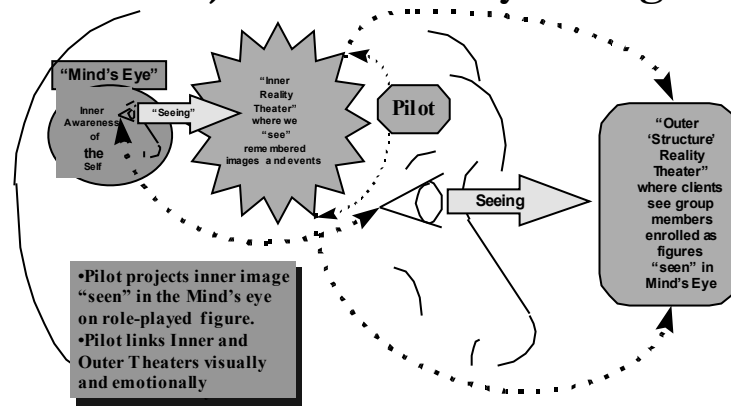 “Mind’s Eye”
Inner
Awareness
of
the
Self
“Seeing”
“Inner
Reality
Theater”
where we
“see”
remembered
images and events
Pilot
Seeing
“Outer
‘Structure’
Reality
Theater”
where clients
see group
members
enrolled as
figures
“seen” in
Mind’s Eye
•Pilot projects inner image
“seen” in the Mind’s eye
on role-played figure.
•Pilot links Inner and
Outer Theaters visually
and emotionally